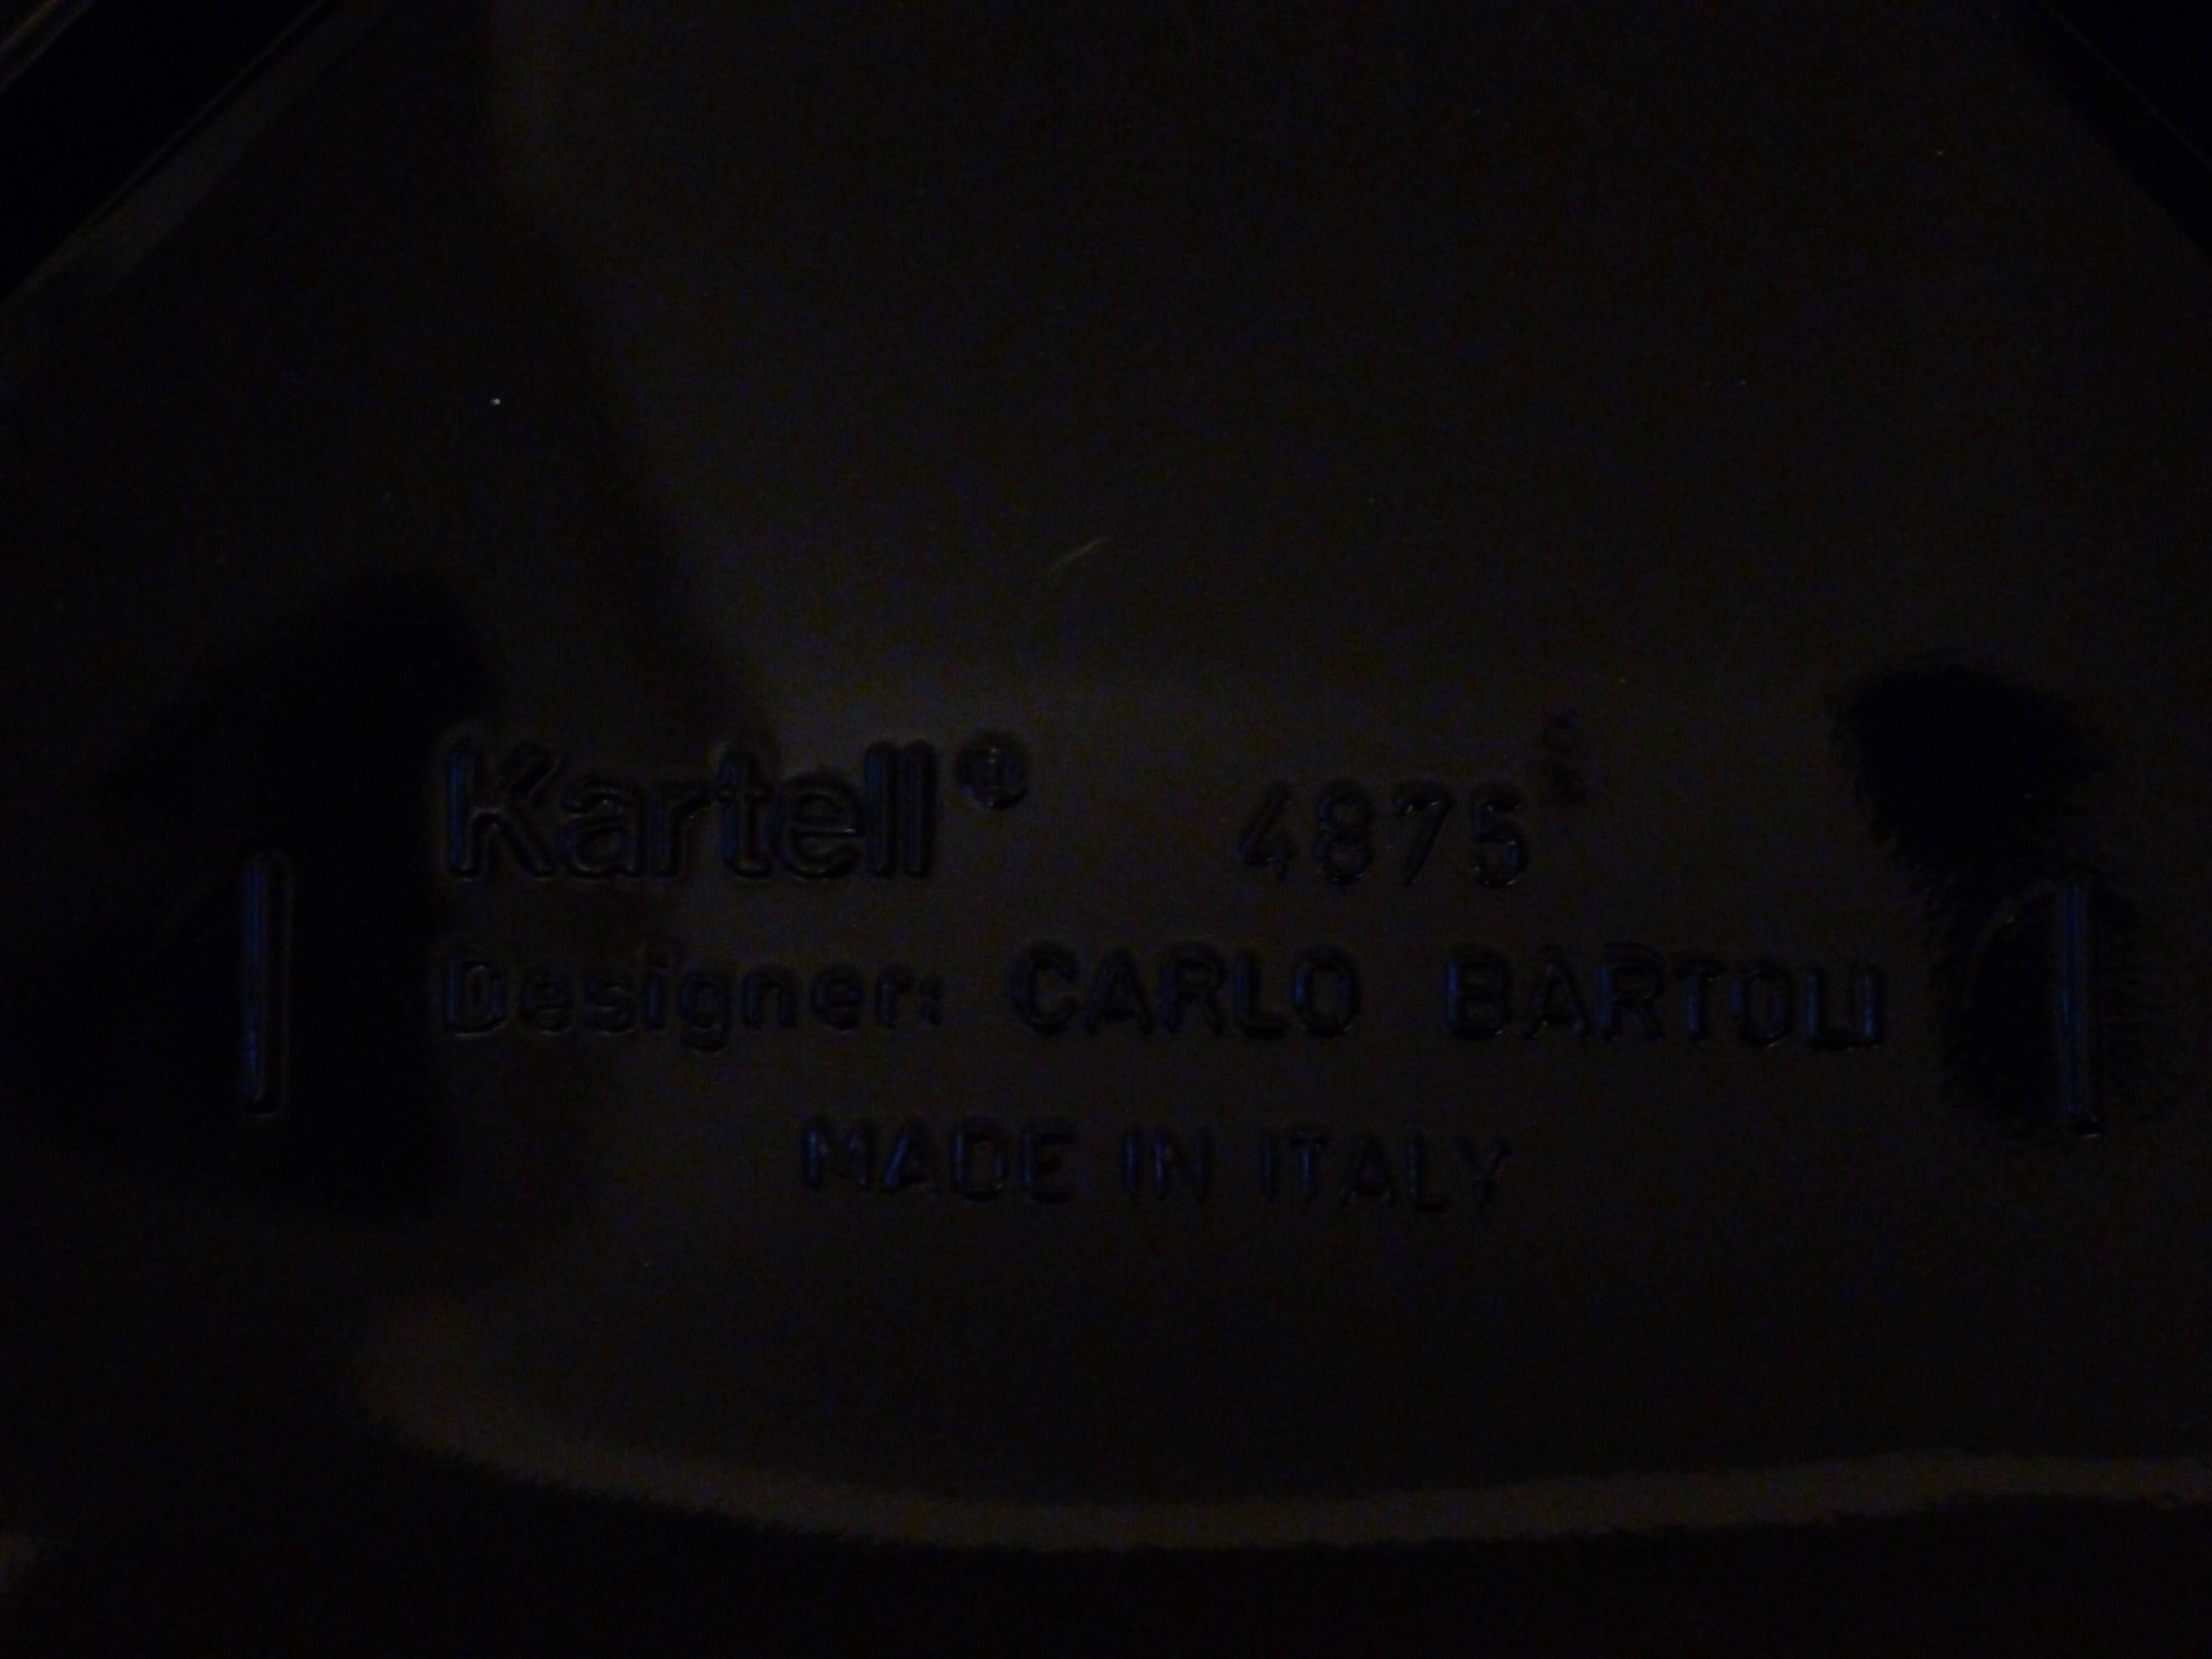 Kartell® 4875
Designer: CARLO BARTOLI
MADE IN ITALY